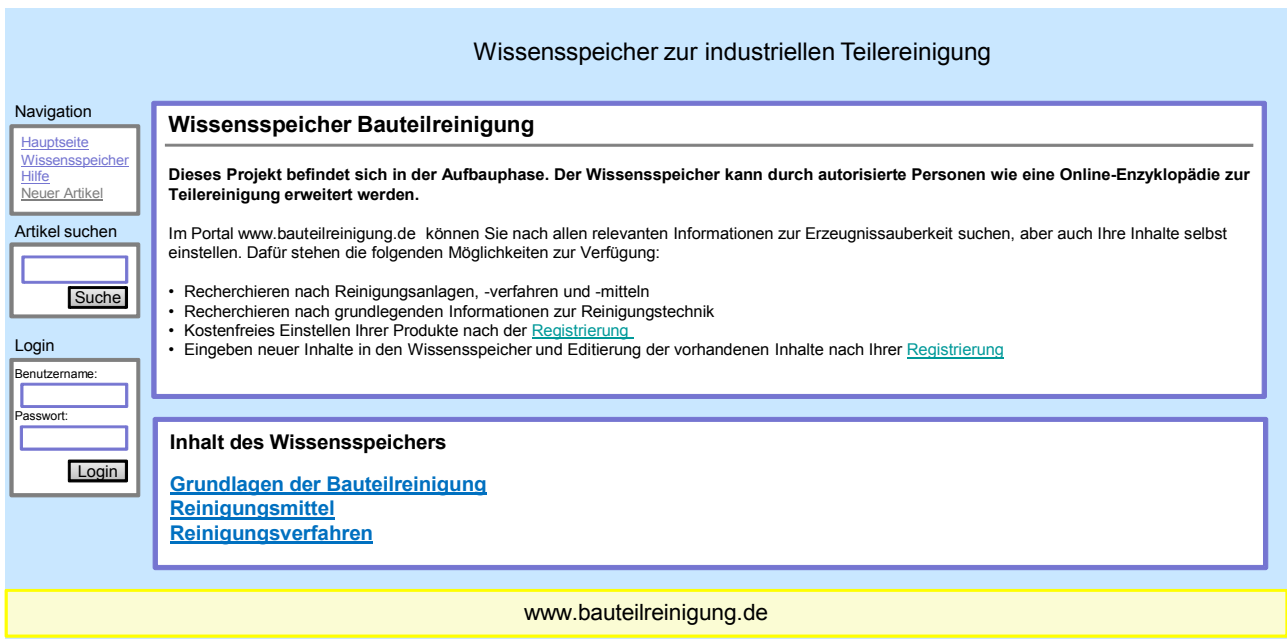 Wissensspeicher zur industriellen Teilereinigung
Navigation
Hauptseite
Wissensspeicher
Hilfe
Neuer Artikel
Artikel suchen
Suche
Login
Benutzername:
Passwort:
Login
Wissensspeicher Bauteilreinigung
Dieses Projekt befindet sich in der Aufbauphase. Der Wissensspeicher kann durch autorisierte Personen wie eine Online-Enzyklopädie zur
Teilereinigung erweitert werden.
Im Portal www.bauteilreinigung.de können Sie nach allen relevanten Informationen zur Erzeugnissauberkeit suchen, aber auch Ihre Inhalte selbst
einstellen. Dafür stehen die folgenden Möglichkeiten zur Verfügung:
• Recherchieren nach Reinigungsanlagen, -verfahren und -mitteln
• Recherchieren nach grundlegenden Informationen zur Reinigungstechnik
• Kostenfreies Einstellen Ihrer Produkte nach der Registrierung
• Eingeben neuer Inhalte in den Wissensspeicher und Editierung der vorhandenen Inhalte nach Ihrer Registrierung
Inhalt des Wissensspeichers
Grundlagen der Bauteilreinigung
Reinigungsmittel
Reinigungsverfahren
www.bauteilreinigung.de